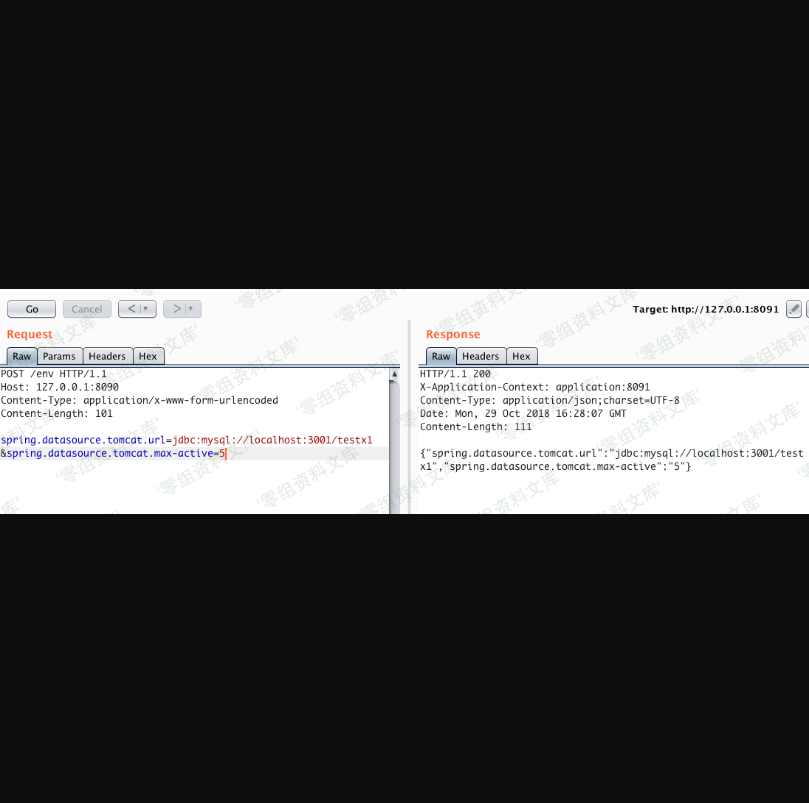 Go Cancel < > Target: http://127.0.0.1:8091
Request
Raw Params Headers Hex
POST /env HTTP/1.1
Host: 127.0.0.1:8090
Content-Type: application/x-www-form-urlencoded
Content-Length: 101
spring.datasource.tomcat.url=jdbc:mysql://localhost:3001/testx1
&spring.datasource.tomcat.max-active=5
Response
Raw Headers Hex
HTTP/1.1 200
X-Application-Context: application:8091
Content-Type: application/json;charset=UTF-8
Date: Mon, 29 Oct 2018 16:28:07 GMT
Content-Length: 111
{"spring.datasource.tomcat.url":"jdbc:mysql://localhost:3001/test
x1","spring.datasource.tomcat.max-active":"5"}
'零组资料文库'